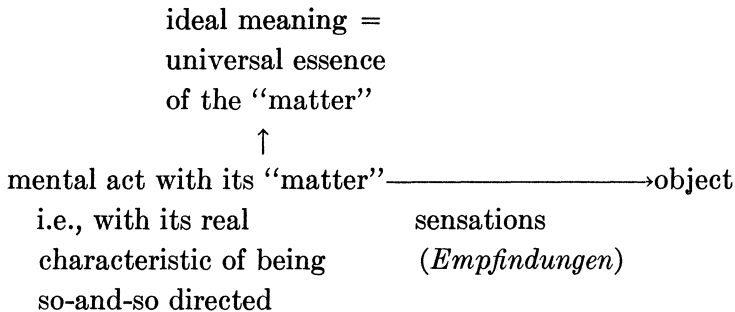 ideal meaning =
universal essence
of the “matter”
↑
mental act with its “matter”⟶object
i.e., with its real sensations
characteristic of being (Empfindungen)
so-and-so directed